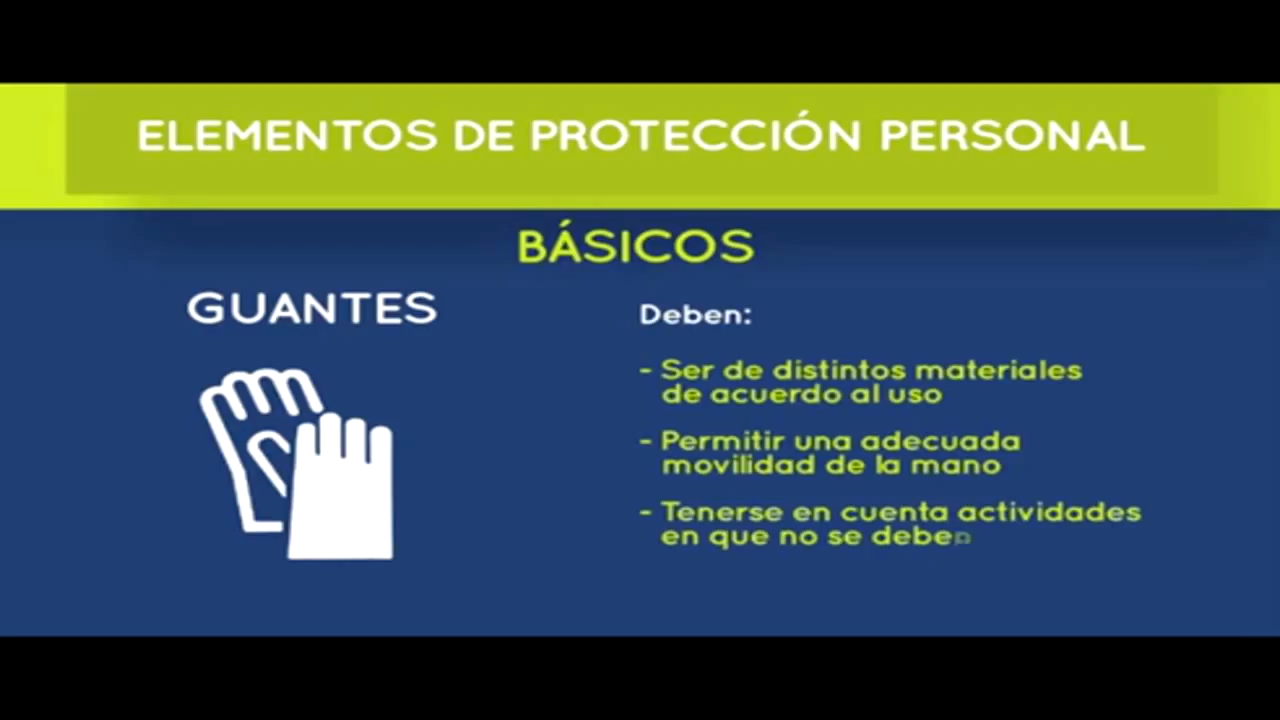 ELEMENTOS DE PROTECCIÓN PERSONAL
BÁSICOS
GUANTES
Deben:
- Ser de distintos materiales
de acuerdo al uso
- Permitir una adecuada
movilidad de la mano
- Tenerse en cuenta actividades
en que no se deben